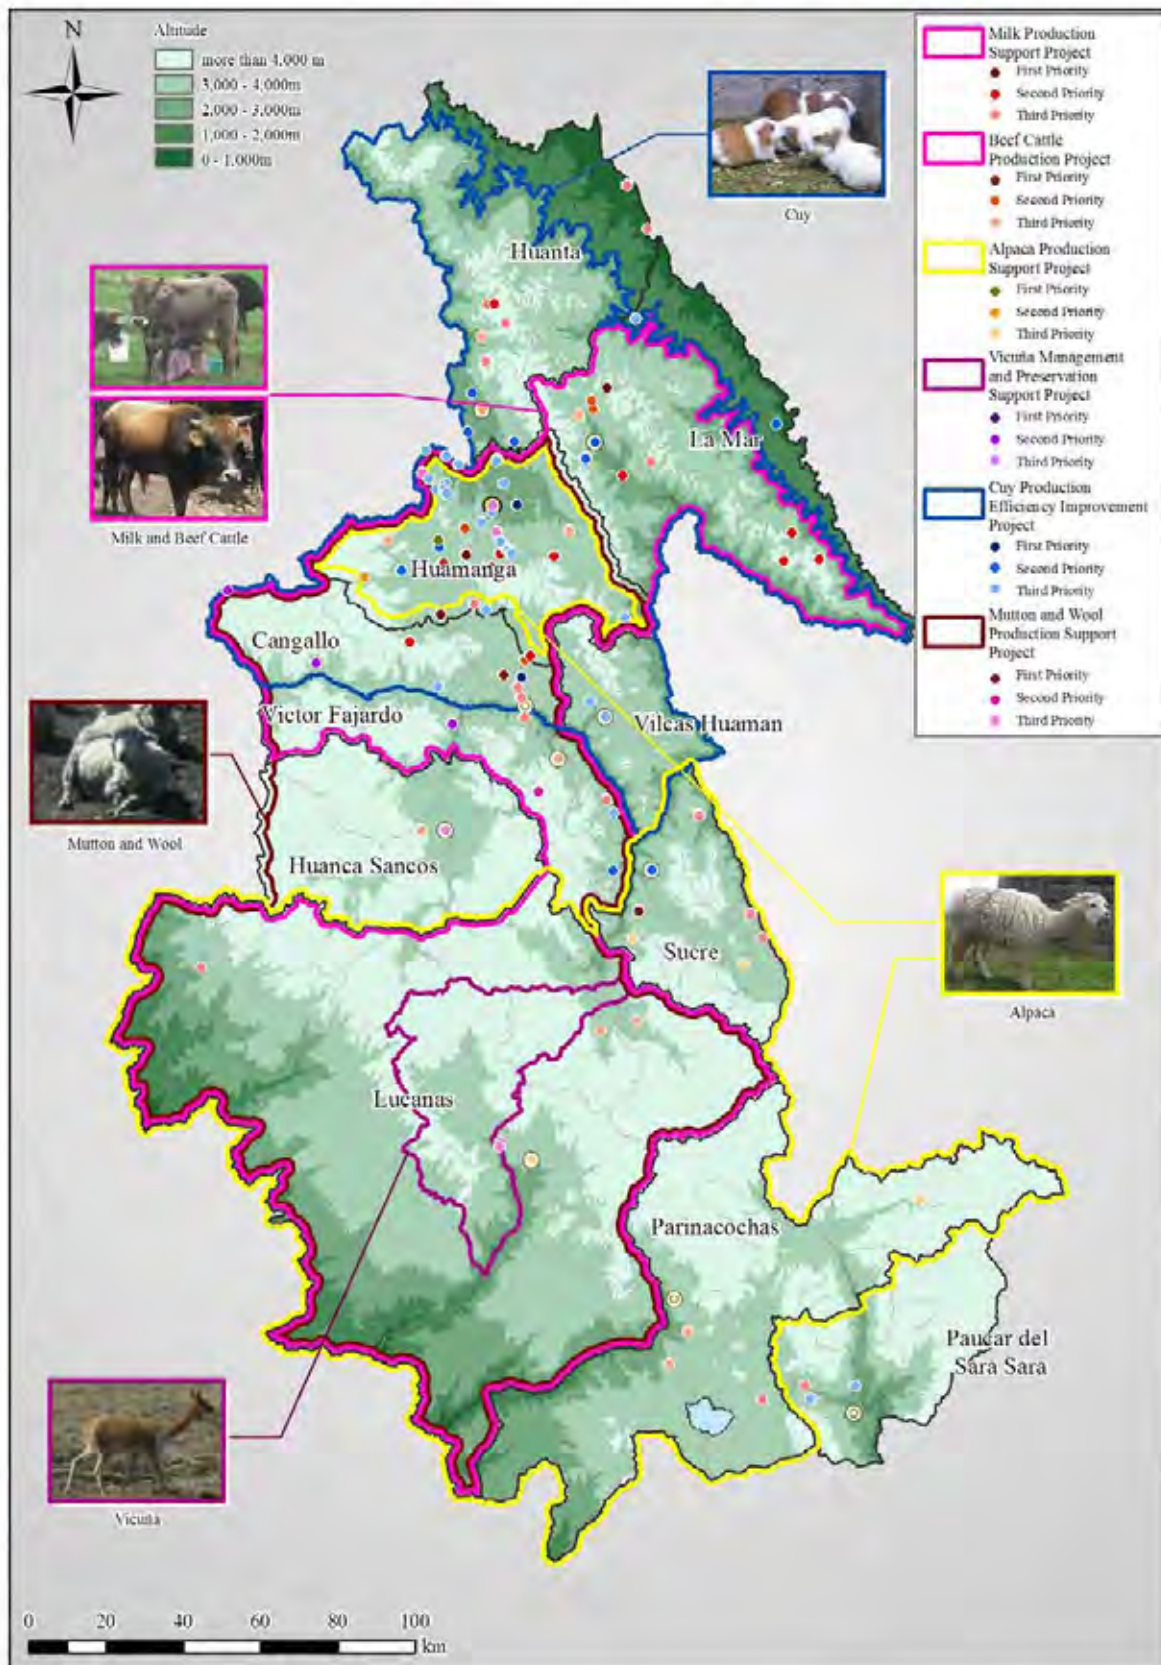 N
Altitude
more than 4,000 m
3,000 - 4,000m
2,000 - 3,000m
1,000 - 2,000m
0 - 1,000m
Milk Production
Support Project
First Priority
Second Priority
Third Priority
Beef Cattle
Production Project
First Priority
Second Priority
Third Priority
Alpaca Production
Support Project
First Priority
Second Priority
Third Priority
Vicuña Management
and Preservation
Support Project
First Priority
Second Priority
Third Priority
Cuy Production
Efficiency Improvement
Project
First Priority
Second Priority
Third Priority
Mutton and Wool
Production Support
Project
First Priority
Second Priority
Third Priority
Cuy
Huanta
La Mar
Milk and Beef Cattle
Huamanga
Cangallo
Victor Fajardo
Vilcas Huaman
Mutton and Wool
Huanca Sancos
Sucre
Alpaca
Lucanas
Parinacochas
Paucar del
Sara Sara
Vicuña
0 20 40 60 80 100
km